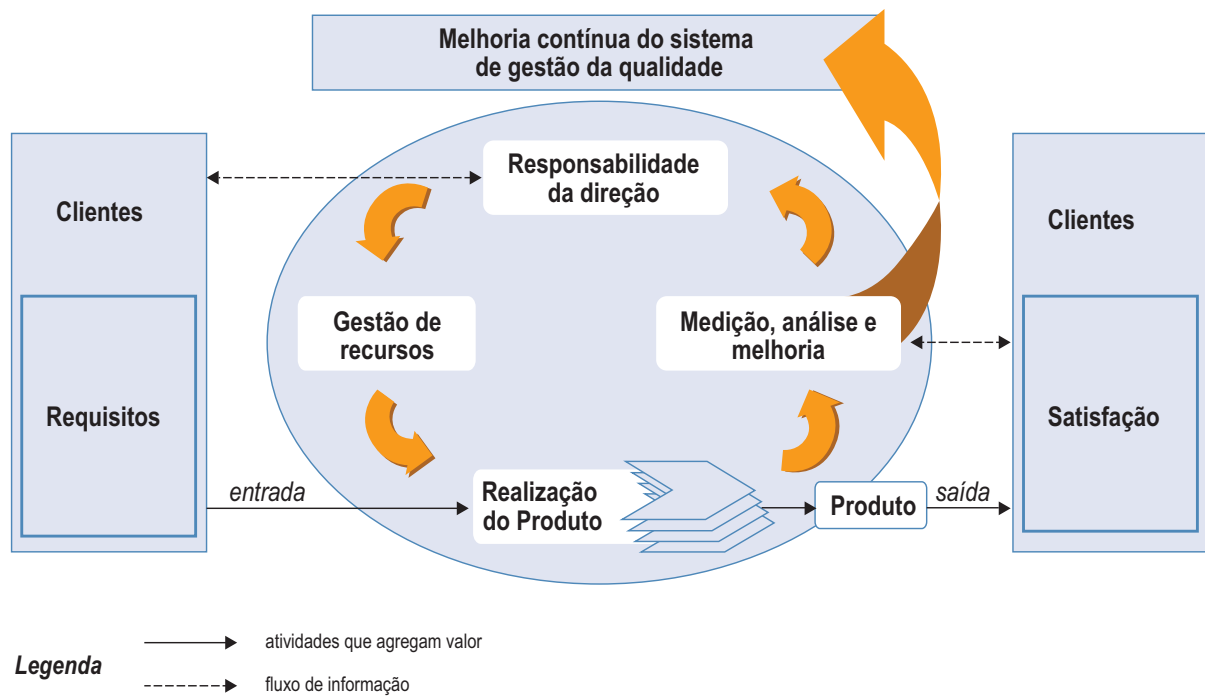 Melhoria contínua do sistema
de gestão da qualidade
Responsabilidade
da direção
Clientes
Clientes
Gestão de
recursos
Medição, análise e
melhoria
Requisitos
Satisfação
entrada
Realização
do Produto
Produto
saída
Legenda
atividades que agregam valor
fluxo de informação